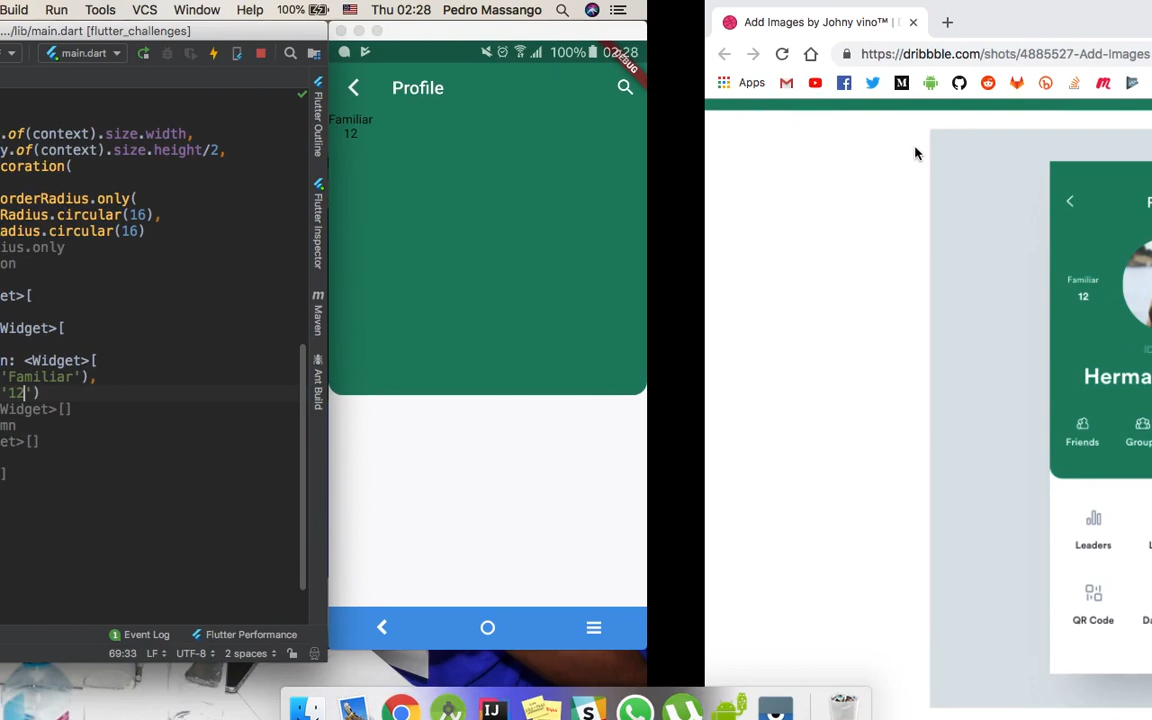 Build Run Tools VCS Window Help 100% Thu 02:28 Pedro Massango
.../lib/main.dart [flutter_challenges]
main.dart
.of(context).size.width,
y.of(context).size.height/2,
coration(
orderRadius.only(
Radius.circular(16),
adius.circular(16)
ius.only
on
et>[
Widget>[
n: <Widget>[
'Familiar'),
'12')
Widget>[]
mn
et>[]
]
Event Log Flutter Performance
69:33 LF UTF-8 2 spaces
Flutter Outline
Flutter Inspector
Maven
Ant Build
100% 02:28
DEBUG
Profile
Familiar
12
Add Images by Johny vino™ |
https://dribbble.com/shots/4885527-Add-Images
Apps
Familiar
12
Herma
Friends Group
Leaders
QR Code Da